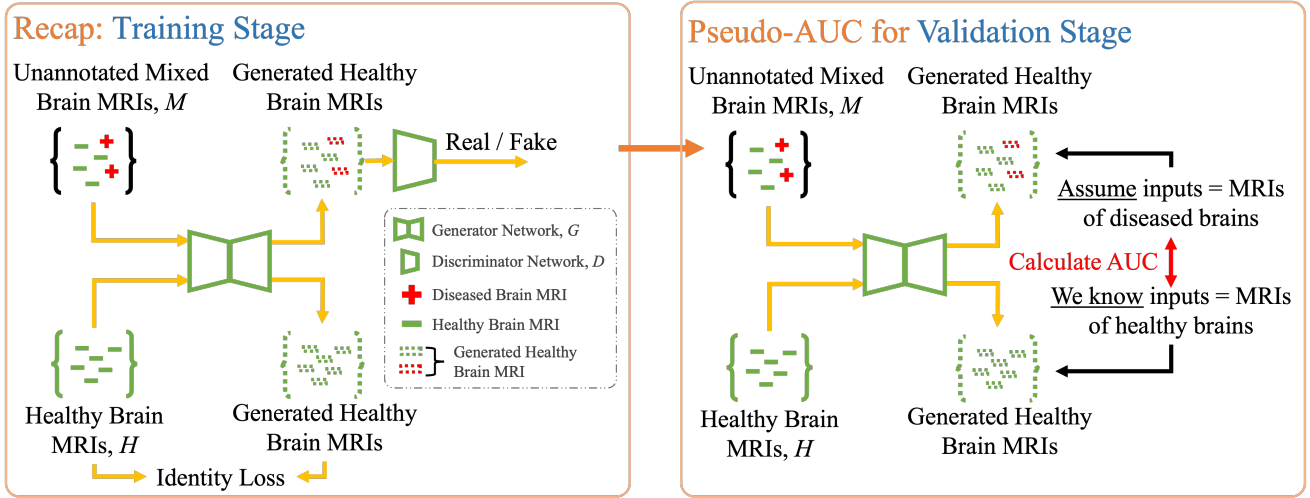 Recap: Training Stage
Unannotated Mixed
Brain MRIs, M
Generated Healthy
Brain MRIs
Real / Fake
Generator Network, G
Discriminator Network, D
Diseased Brain MRI
Healthy Brain MRI
Generated Healthy
Brain MRI
Healthy Brain
MRIs, H
Generated Healthy
Brain MRIs
Identity Loss
Pseudo-AUC for Validation Stage
Unannotated Mixed
Brain MRIs, M
Generated Healthy
Brain MRIs
Assume inputs = MRIs
of diseased brains
Calculate AUC
We know inputs = MRIs
of healthy brains
Healthy Brain
MRIs, H
Generated Healthy
Brain MRIs